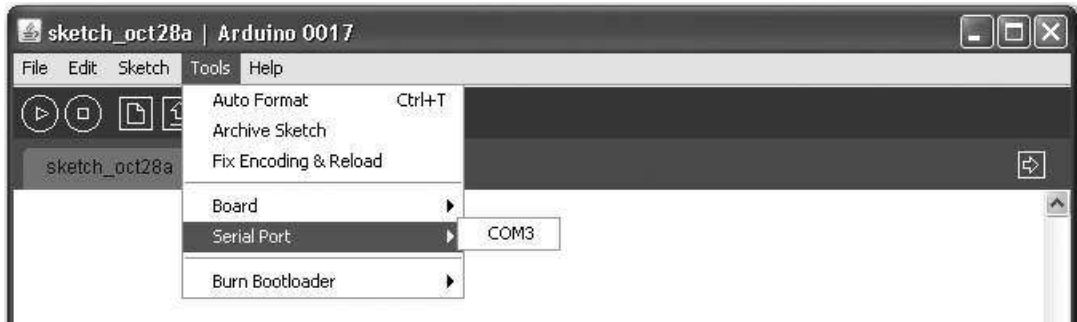 sketch_oct28a | Arduino 0017
File Edit Sketch Tools Help
Auto Format Ctrl+T
Archive Sketch
Fix Encoding & Reload
sketch_oct28a
Board
Serial Port
COM3
Burn Bootloader